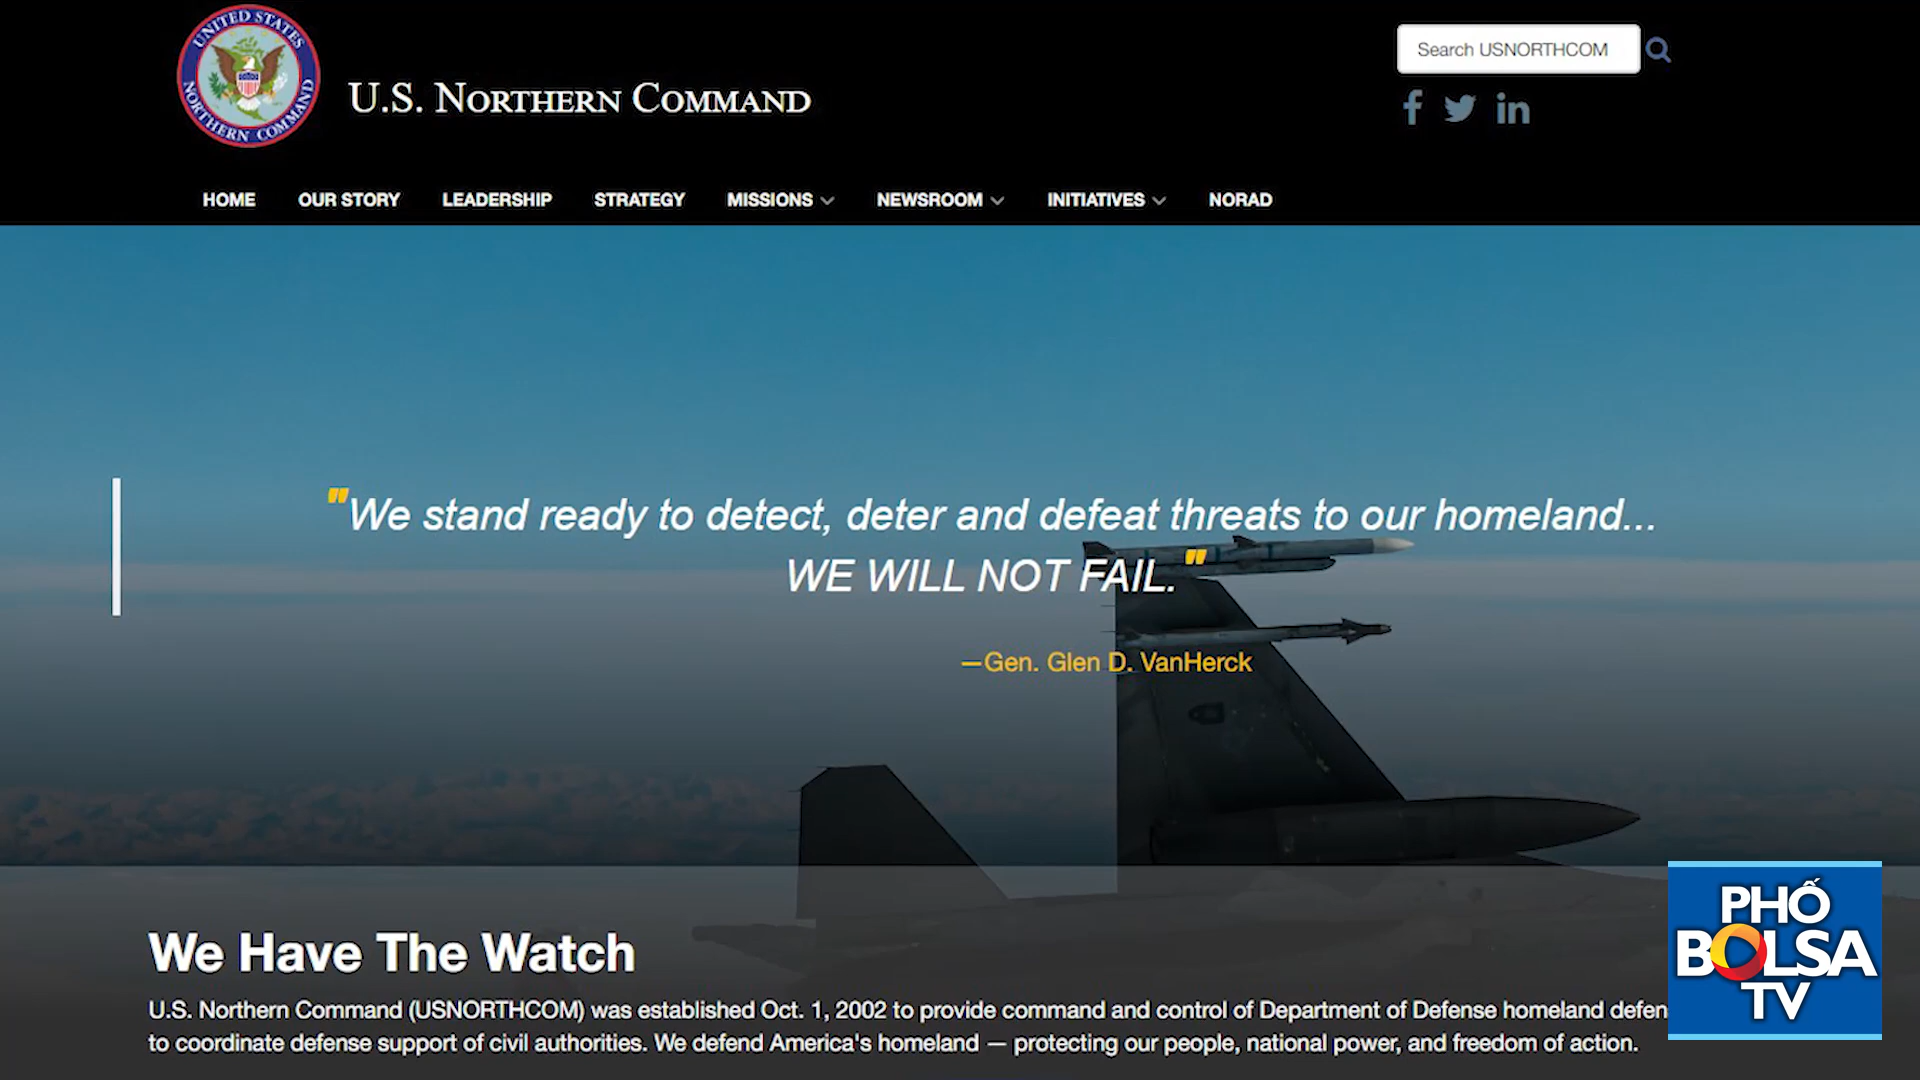 UNITED STATES
NORTHERN COMMAND
U.S. NORTHERN COMMAND
Search USNORTHCOM
f in
HOME OUR STORY LEADERSHIP STRATEGY MISSIONS NEWSROOM INITIATIVES NORAD
"We stand ready to detect, deter and defeat threats to our homeland...
WE WILL NOT FAIL."
—Gen. Glen D. VanHerck
We Have The Watch
U.S. Northern Command (USNORTHCOM) was established Oct. 1, 2002 to provide command and control of Department of Defense homeland defen
to coordinate defense support of civil authorities. We defend America's homeland — protecting our people, national power, and freedom of action.
PHỐ
BOLSA
TV